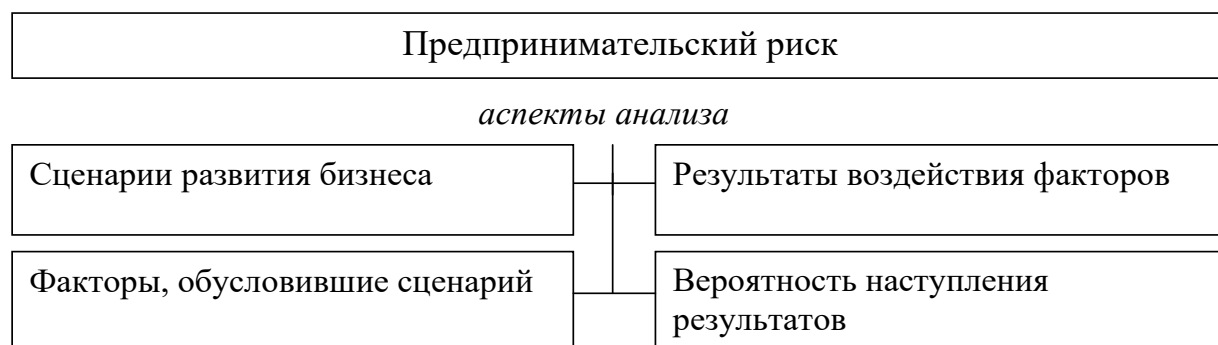 Предпринимательский риск
аспекты анализа
Сценарии развития бизнеса
Результаты воздействия факторов
Факторы, обусловившие сценарий
Вероятность наступления
результатов